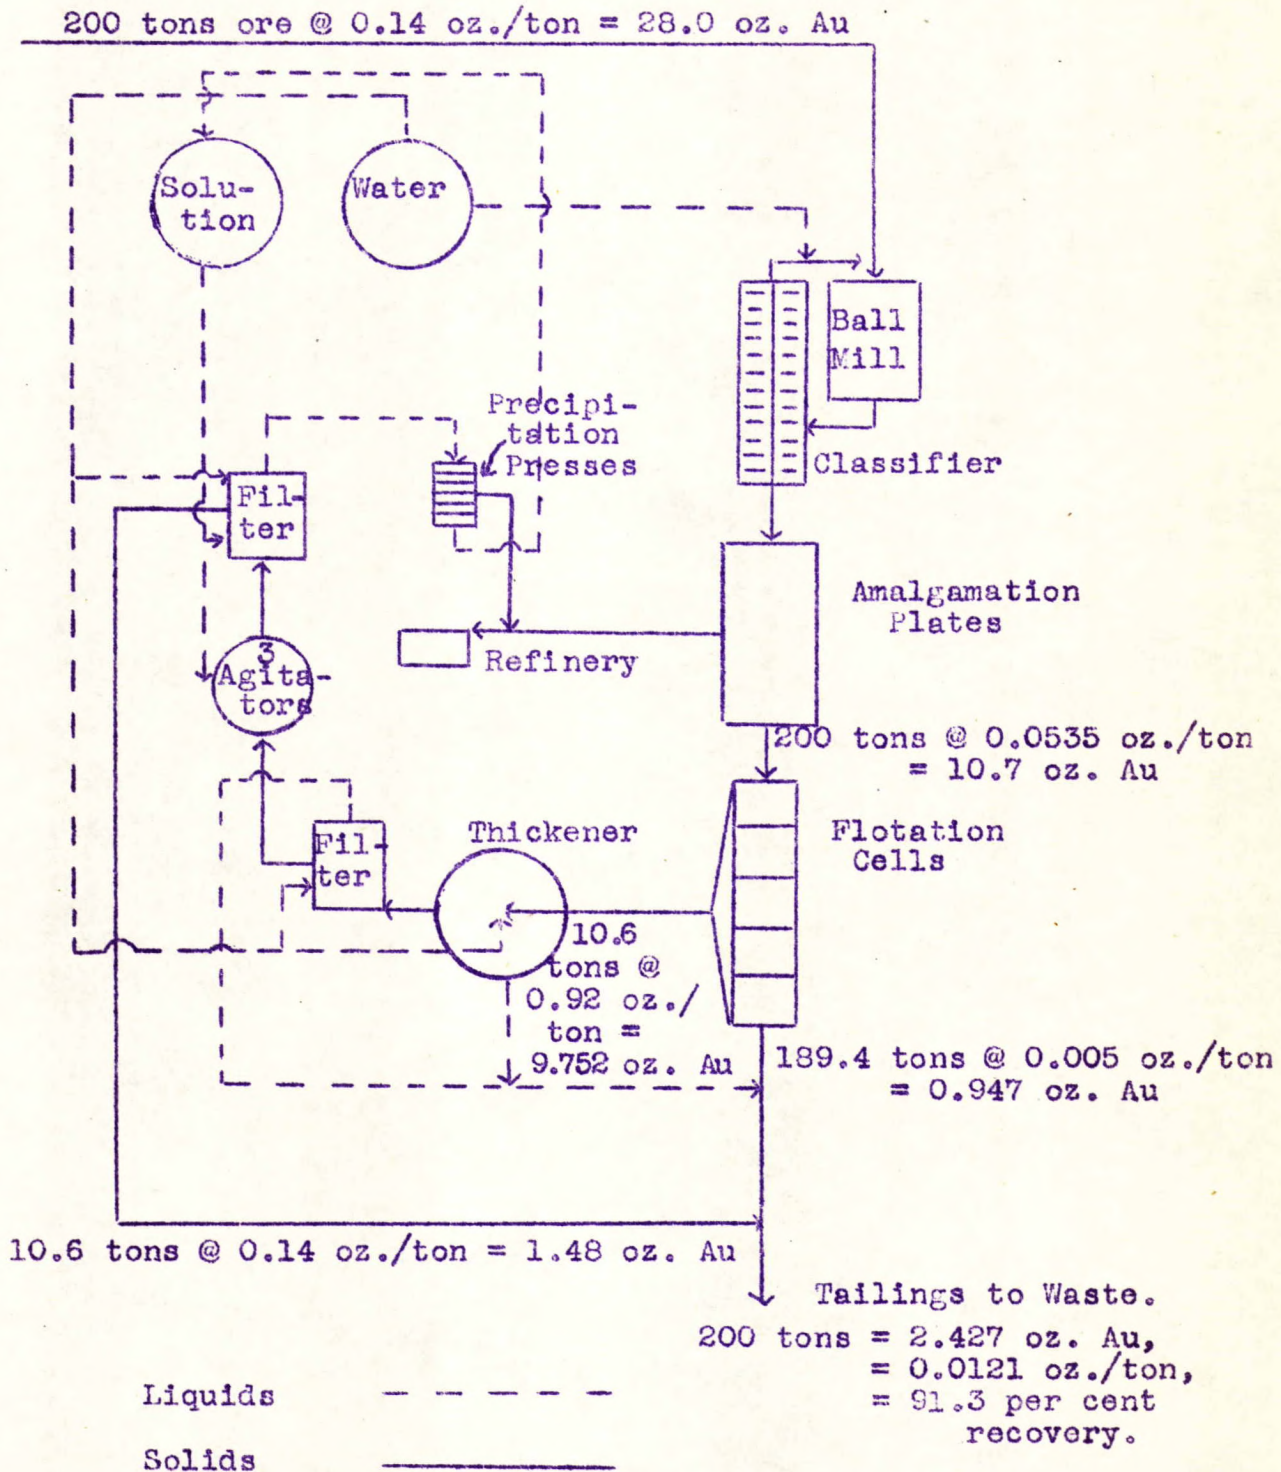 200 tons ore @ 0.14 oz./ton = 28.0 oz. Au
Solu-
tion
Water
Ball
Mill
Precipi-
tation
Presses
Classifier
Fil-
ter
Amalgamation
Plates
Refinery
3
Agita-
tors
200 tons @ 0.0535 oz./ton
= 10.7 oz. Au
Thickener
Fil-
ter
Flotation
Cells
10.6
tons @
0.92 oz./
ton =
9.752 oz. Au
189.4 tons @ 0.005 oz./ton
= 0.947 oz. Au
10.6 tons @ 0.14 oz./ton = 1.48 oz. Au
Tailings to Waste.
200 tons = 2.427 oz. Au,
= 0.0121 oz./ton,
= 91.3 per cent
recovery.
Liquids
Solids